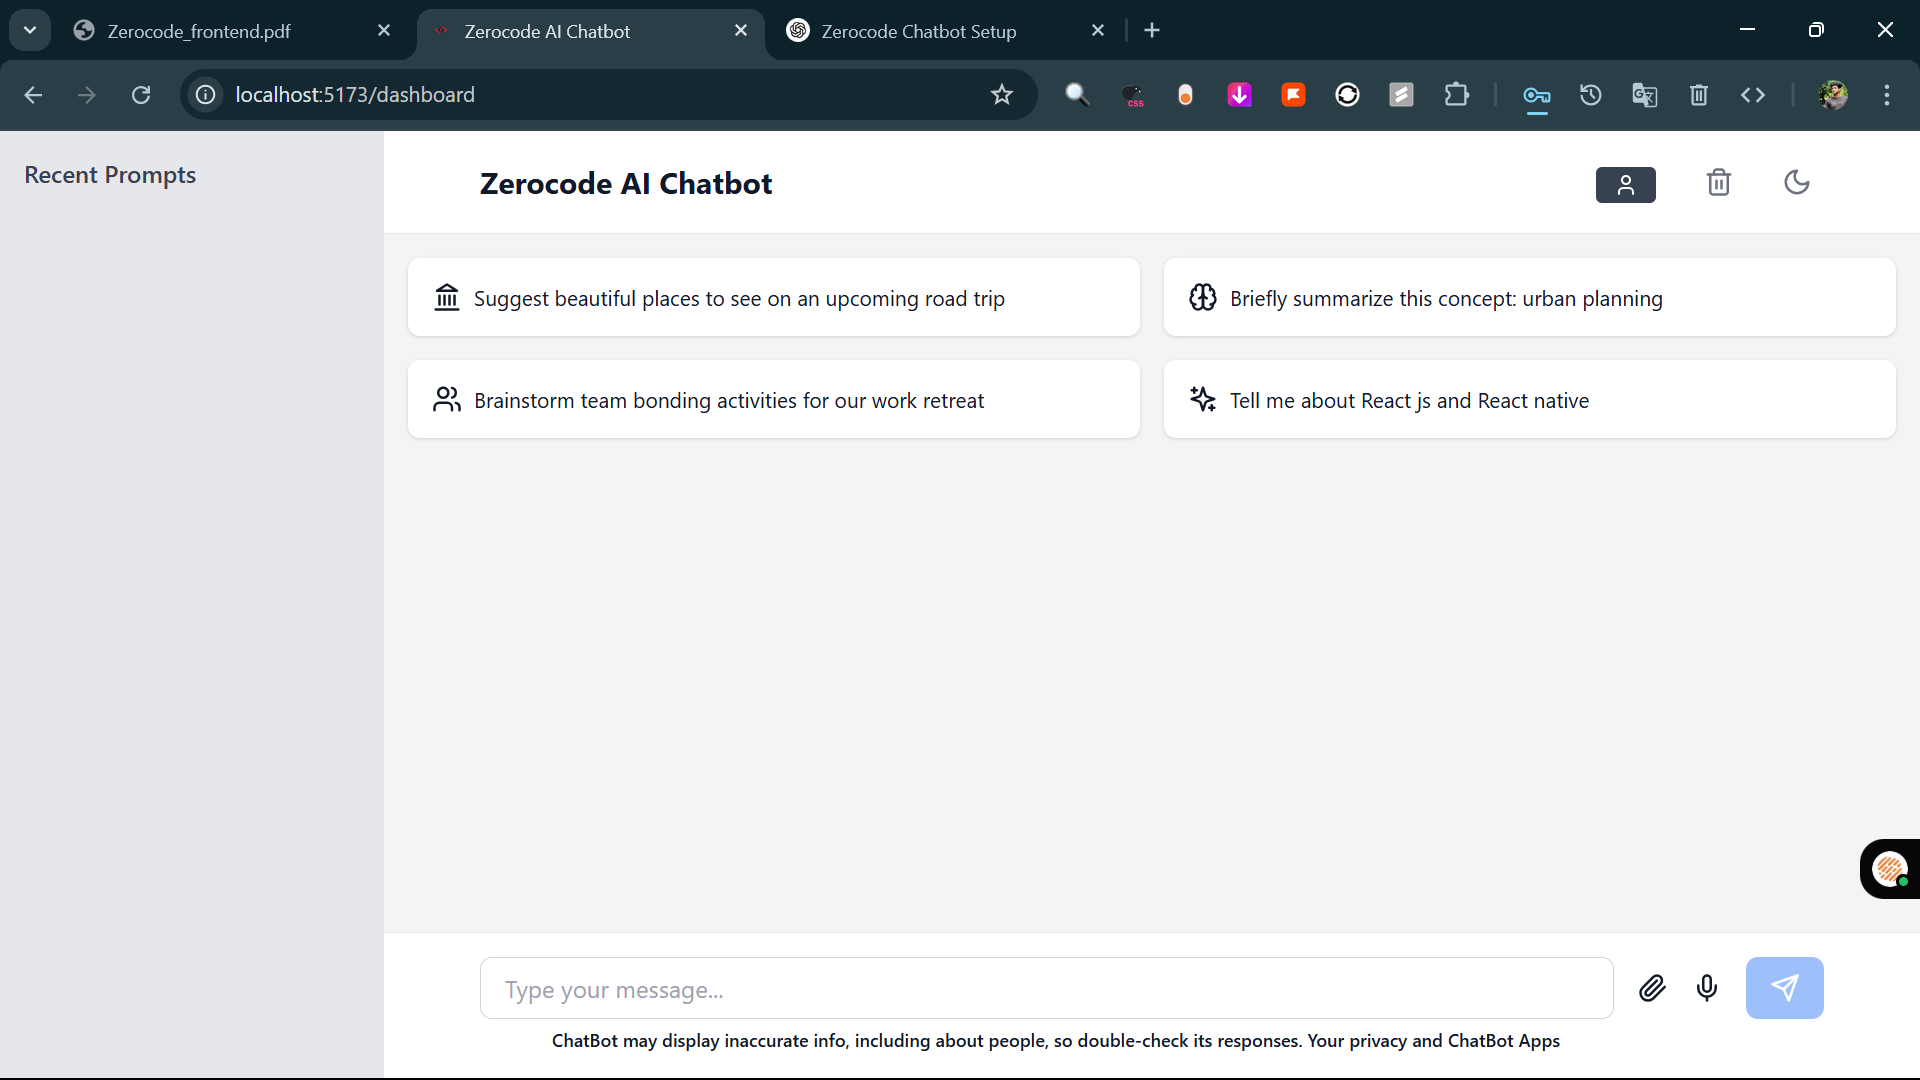 Zerocode_frontend.pdf
Zerocode AI Chatbot
Zerocode Chatbot Setup
localhost:5173/dashboard
css
Recent Prompts
Zerocode AI Chatbot
Suggest beautiful places to see on an upcoming road trip
Briefly summarize this concept: urban planning
Brainstorm team bonding activities for our work retreat
Tell me about React js and React native
Type your message...
ChatBot may display inaccurate info, including about people, so double-check its responses. Your privacy and ChatBot Apps